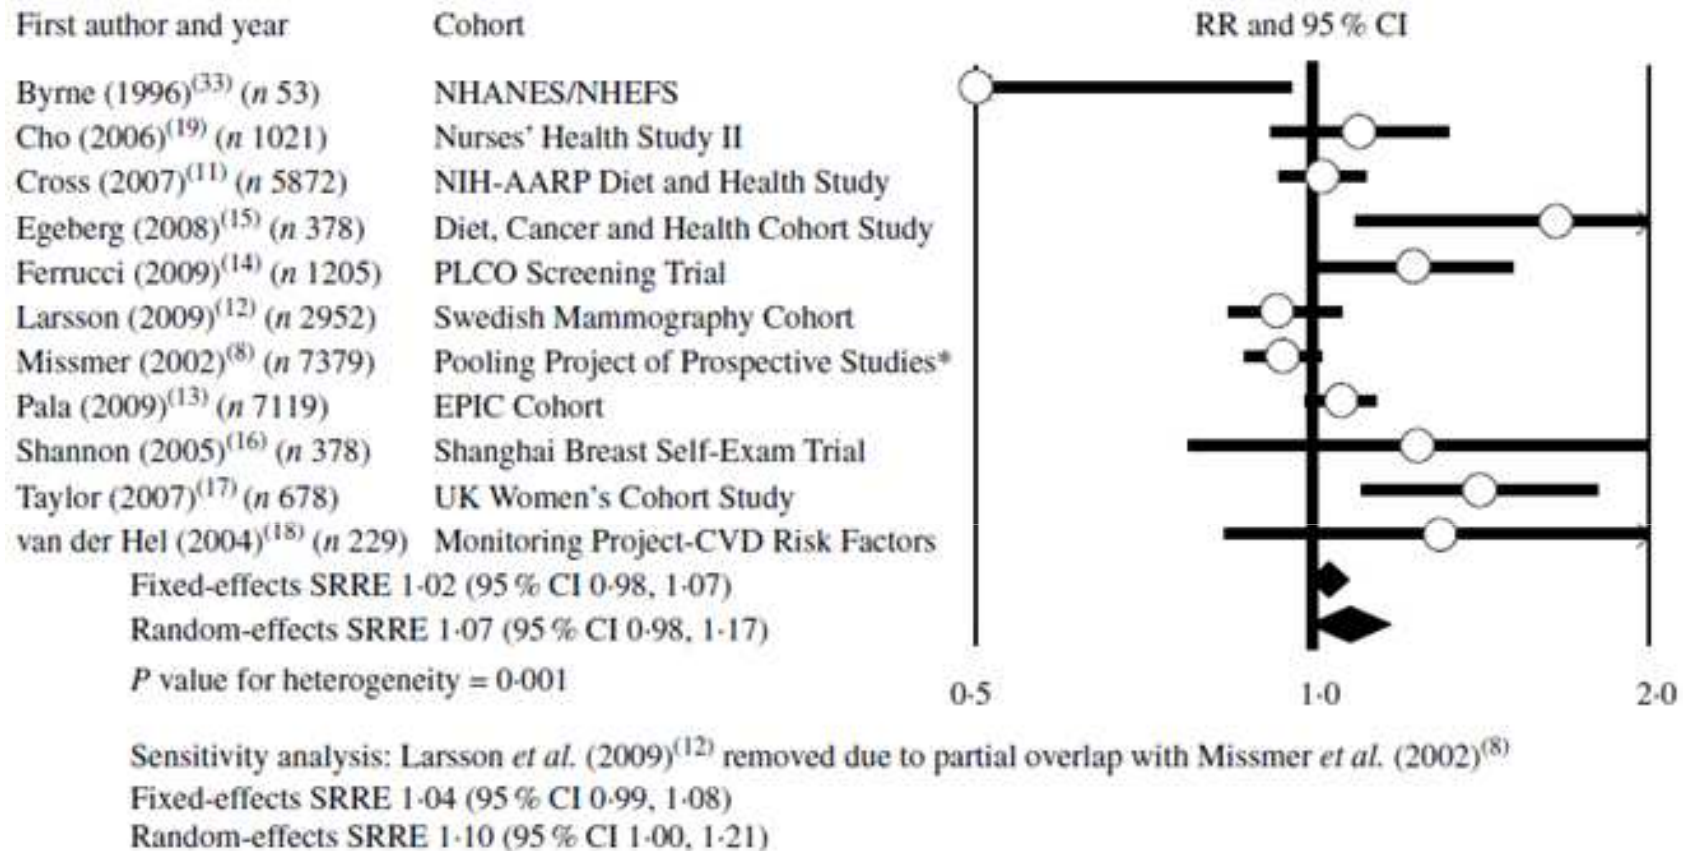 First author and year Cohort RR and 95 % CI
Byrne (1996)(33) (n 53) NHANES/NHEFS
Cho (2006)(19) (n 1021) Nurses' Health Study II
Cross (2007)(11) (n 5872) NIH-AARP Diet and Health Study
Egeberg (2008)(15) (n 378) Diet, Cancer and Health Cohort Study
Ferrucci (2009)(14) (n 1205) PLCO Screening Trial
Larsson (2009)(12) (n 2952) Swedish Mammography Cohort
Missmer (2002)(8) (n 7379) Pooling Project of Prospective Studies*
Pala (2009)(13) (n 7119) EPIC Cohort
Shannon (2005)(16) (n 378) Shanghai Breast Self-Exam Trial
Taylor (2007)(17) (n 678) UK Women's Cohort Study
van der Hel (2004)(18) (n 229) Monitoring Project-CVD Risk Factors
Fixed-effects SRRE 1·02 (95 % CI 0·98, 1·07)
Random-effects SRRE 1·07 (95 % CI 0·98, 1·17)
P value for heterogeneity = 0·001
0·5 1·0 2·0
Sensitivity analysis: Larsson et al. (2009)(12) removed due to partial overlap with Missmer et al. (2002)(8)
Fixed-effects SRRE 1·04 (95 % CI 0·99, 1·08)
Random-effects SRRE 1·10 (95 % CI 1·00, 1·21)